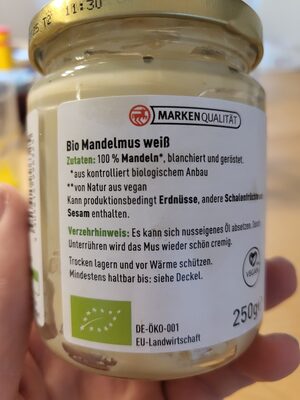 11:30
MARKENQUALITÄT
Bio Mandelmus weiß
Zutaten: 100 % Mandeln*, blanchiert und geröstet.
*aus kontrolliert biologischem Anbau
**von Natur aus vegan
Kann produktionsbedingt Erdnüsse, andere Schalenfrüchte und
Sesam enthalten.
Verzehrhinweis: Es kann sich nusseigenes Öl absetzen. Durch
Unterrühren wird das Mus wieder schön cremig.
Trocken lagern und vor Wärme schützen.
Mindestens haltbar bis: siehe Deckel.
VEGAN
250g
DE-ÖKO-001
EU-Landwirtschaft